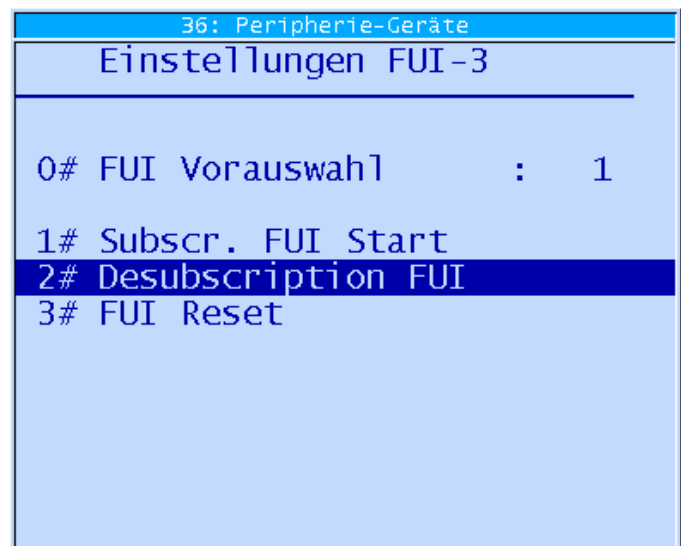 36: Peripherie-Geräte
Einstellungen FUI-3
0# FUI Vorauswahl : 1
1# Subscr. FUI Start
2# Desubscription FUI
3# FUI Reset